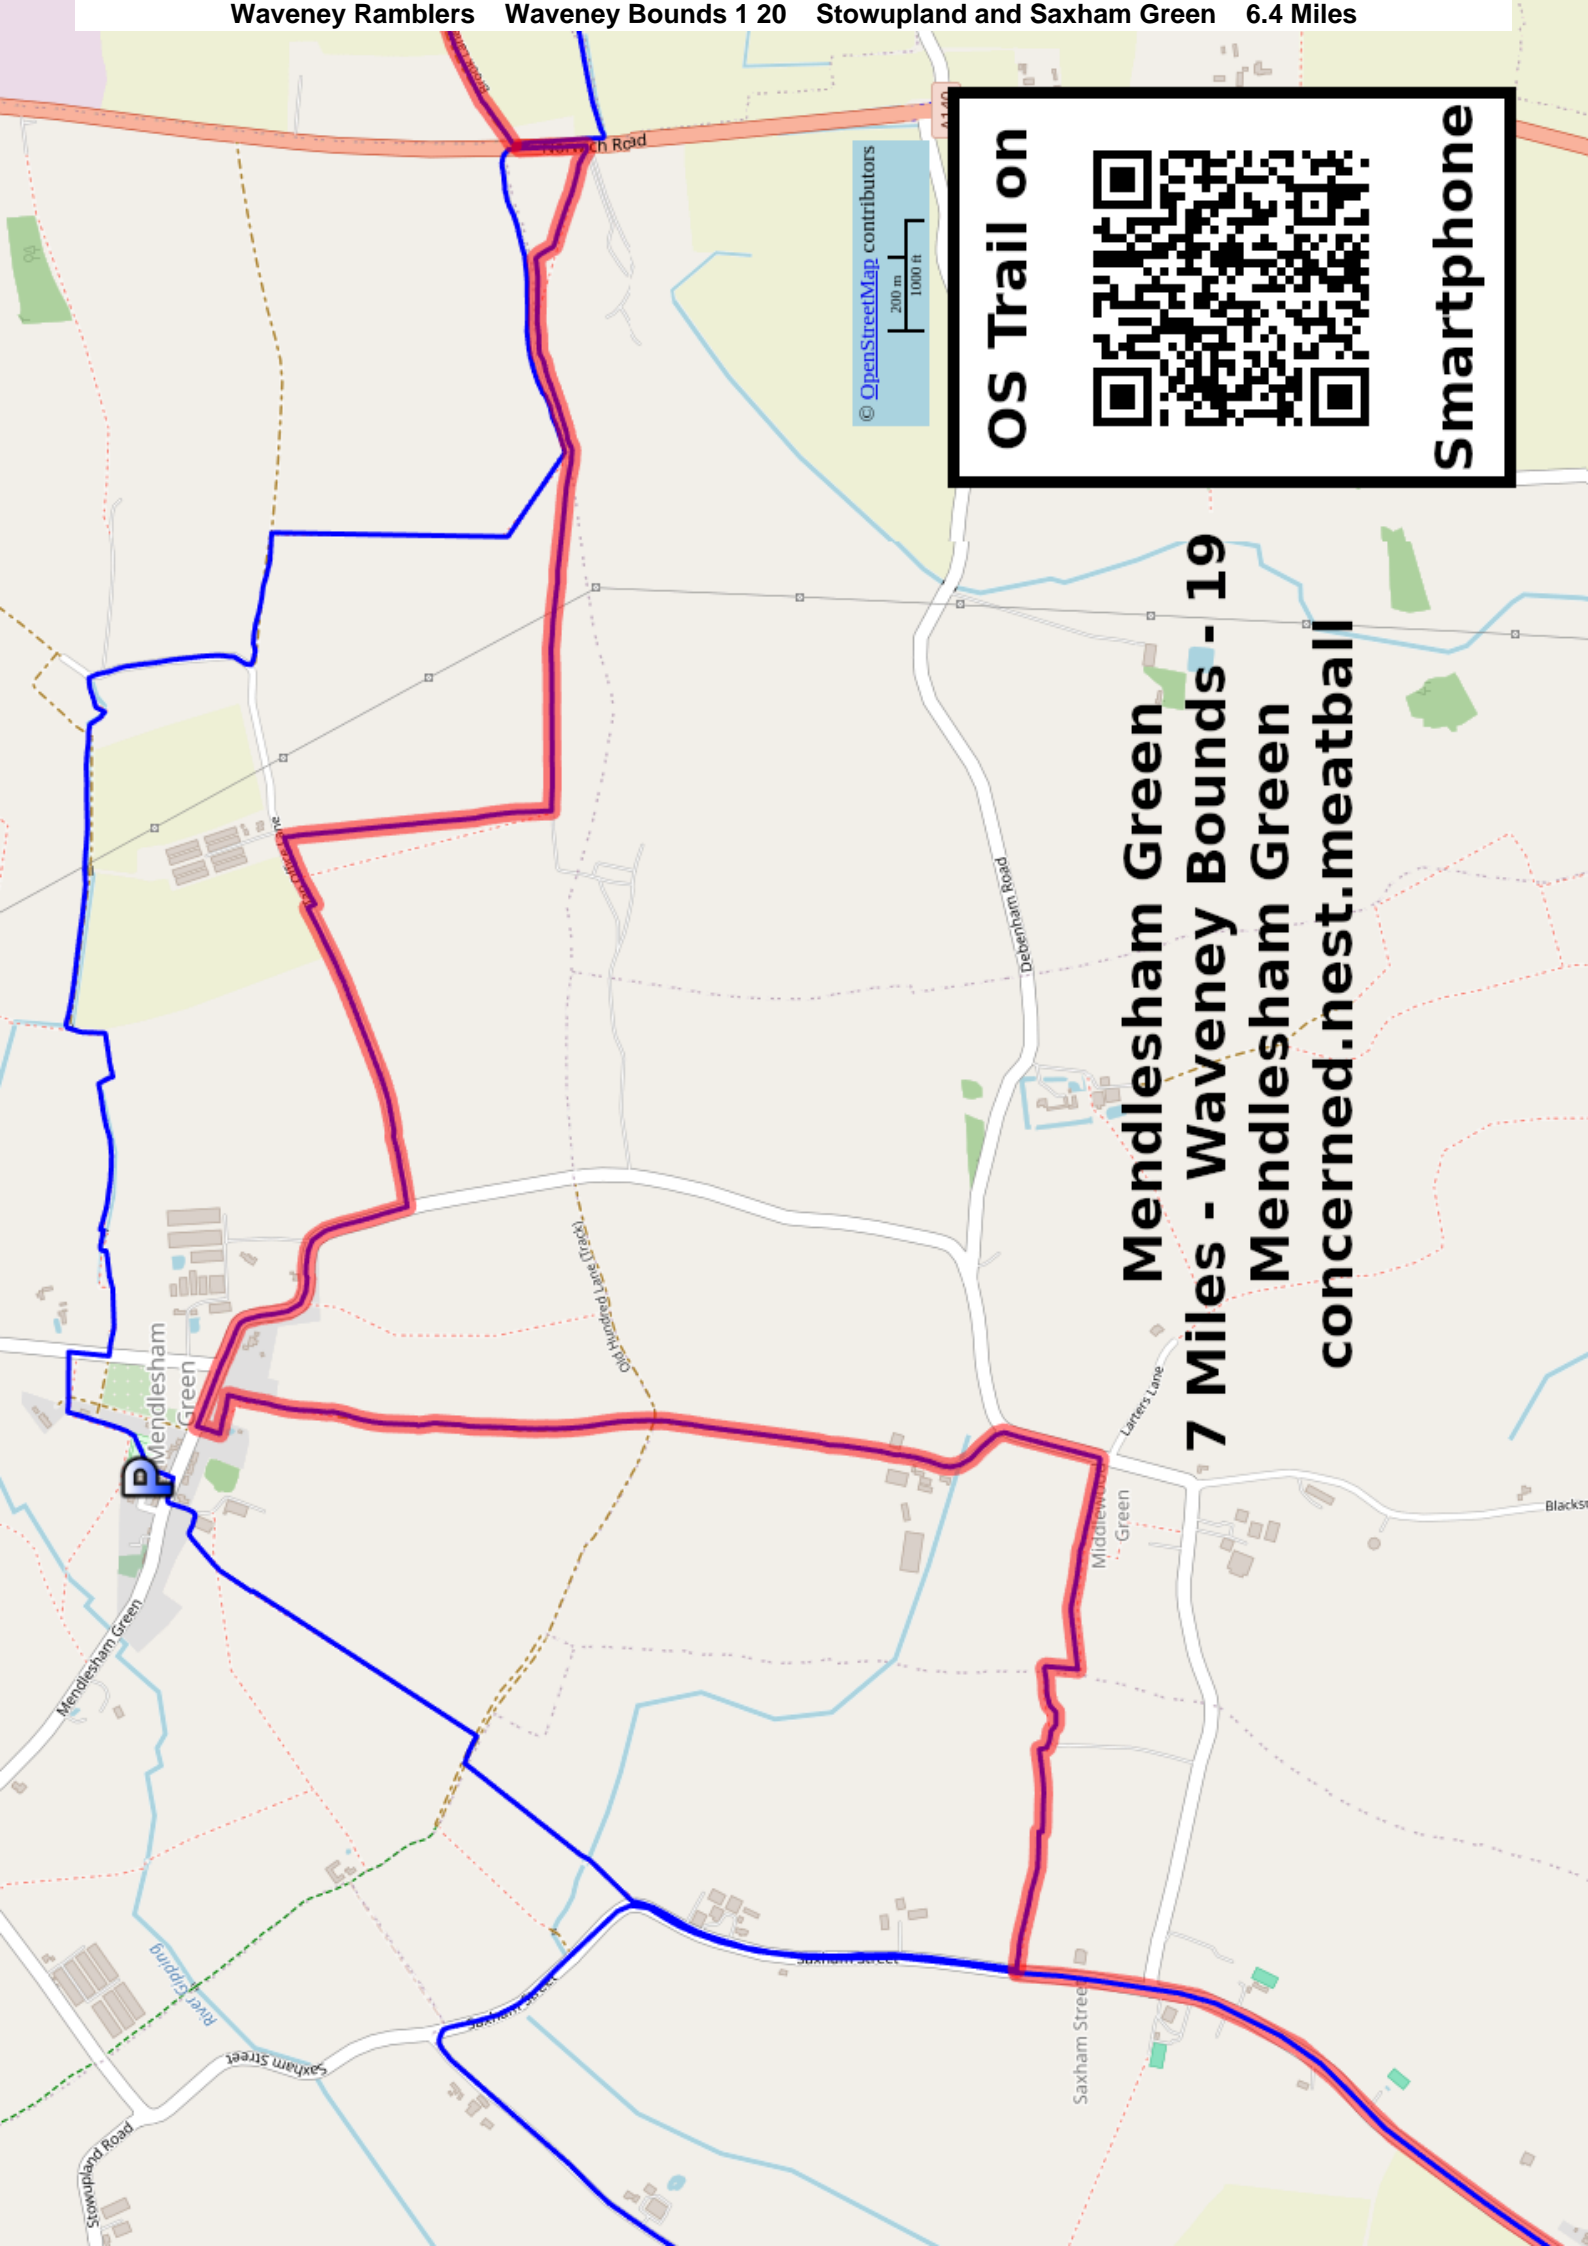 Waveney Ramblers Waveney Bounds 1 20 Stowupland and Saxham Green 6.4 Miles
Norwich Road
A140
© OpenStreetMap contributors
200 m
1000 ft
OS Trail on
Smartphone
Mendlesham Green
7 Miles - Waveney Bounds - 19
Mendlesham Green
concerned.nest.meatball
Debenham Road
Old Hundred Lane (Track)
Mendlesham
Green
P
Mendlesham Green
Larters Lane
Middlewood
Green
Saxham Street
Saxham Street
Saxham Street
Saxham Street
River Gipping
Stowupland Road